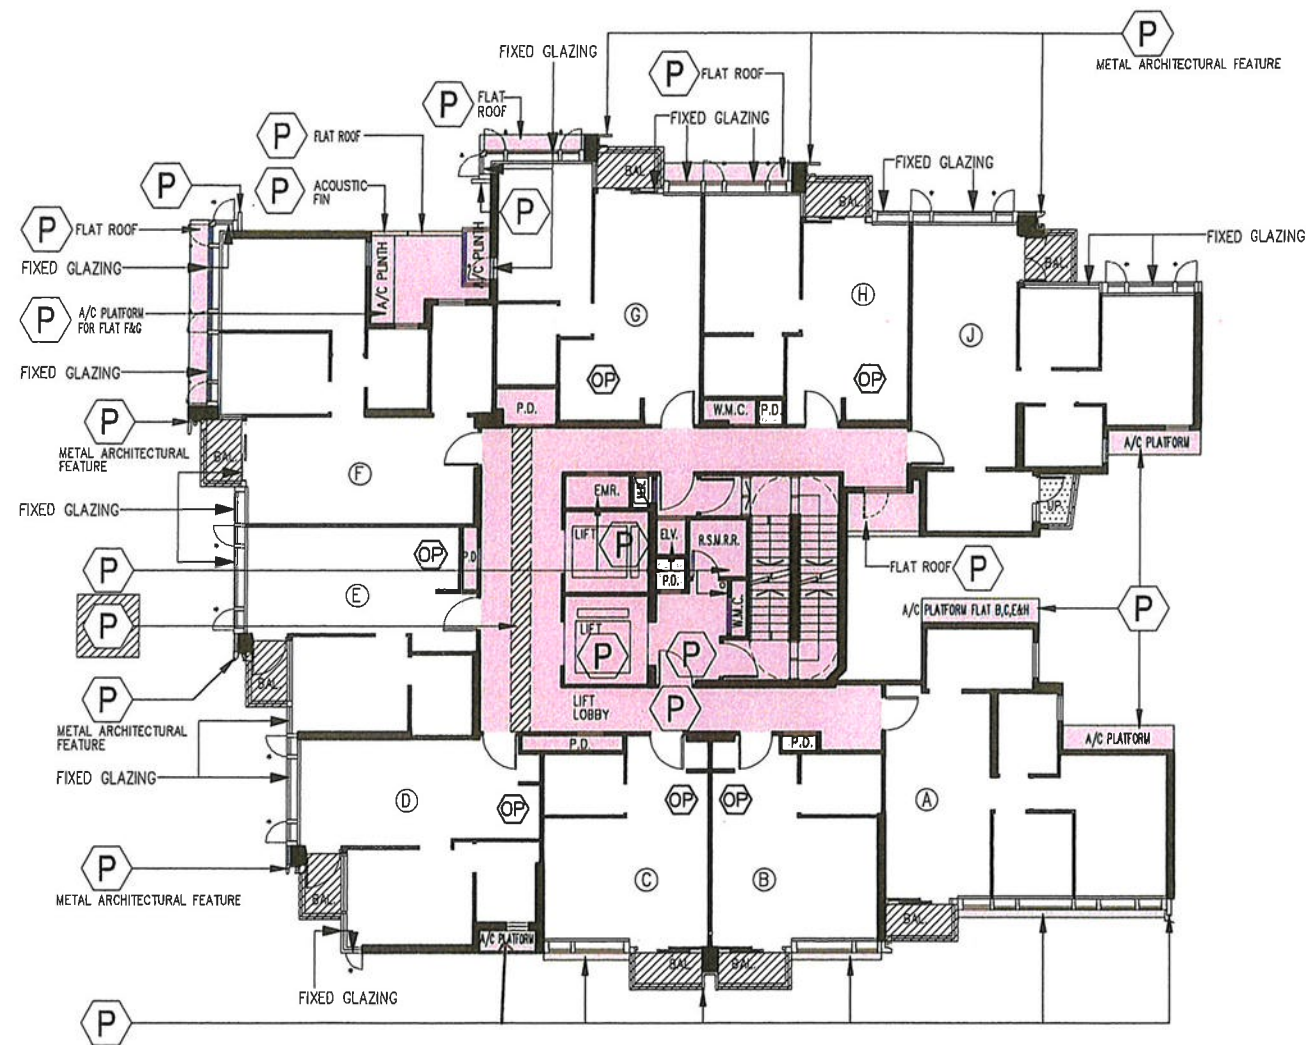 P
FIXED GLAZING
METAL ARCHITECTURAL FEATURE
P
FLAT ROOF
P
FLAT
ROOF
FIXED GLAZING
P
FLAT ROOF
FIXED GLAZING
P
P
ACOUSTIC
FIN
BAL.
BAL.
P
P
FLAT ROOF
FIXED GLAZING
FIXED GLAZING
A/C PLINTH
A/C PLINTH
BAL.
P
A/C PLATFORM
FOR FLAT F&G
G
H
J
FIXED GLAZING
OP
OP
P
P.D.
W.M.C.
P.D.
A/C PLATFORM
METAL ARCHITECTURAL
FEATURE
BAL.
F
EMR.
U.P.
FIXED GLAZING
LIFT
P
ELV.
R.S.M.R.R.
OP
P.D.
P
P.D.
FLAT ROOF
P
E
W.M.C.
A/C PLATFORM FLAT B,C,E&H
P
P
LIFT
P
P
BAL.
P
LIFT
LOBBY
P
METAL ARCHITECTURAL
FEATURE
P.D.
P.D.
A/C PLATFORM
FIXED GLAZING
D
OP
OP
OP
A
P
C
B
METAL ARCHITECTURAL FEATURE
BAL.
BAL.
A/C PLATFORM
BAL.
BAL.
FIXED GLAZING
P